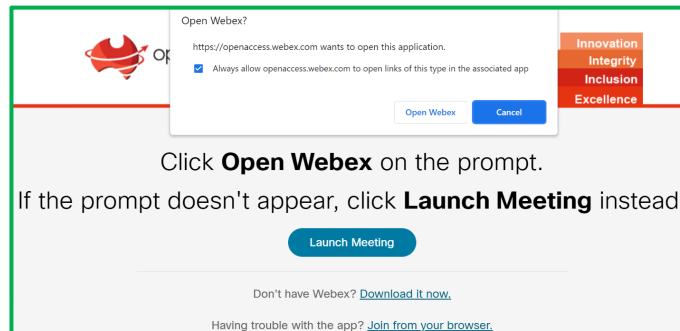 Open Webex?
https://openaccess.webex.com wants to open this application.
Always allow openaccess.webex.com to open links of this type in the associated app
Open Webex
Cancel
Innovation
Integrity
Inclusion
Excellence
Click Open Webex on the prompt.
If the prompt doesn't appear, click Launch Meeting instead
Launch Meeting
Don't have Webex? Download it now.
Having trouble with the app? Join from your browser.